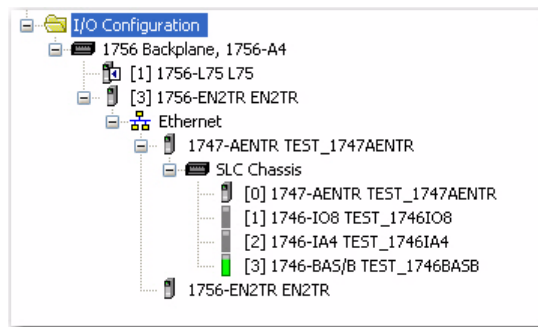 I/O Configuration
1756 Backplane, 1756-A4
[1] 1756-L75 L75
[3] 1756-EN2TR EN2TR
Ethernet
1747-AENTR TEST_1747AENTR
SLC Chassis
[0] 1747-AENTR TEST_1747AENTR
[1] 1746-IO8 TEST_1746IO8
[2] 1746-IA4 TEST_1746IA4
[3] 1746-BAS/B TEST_1746BASB
1756-EN2TR EN2TR